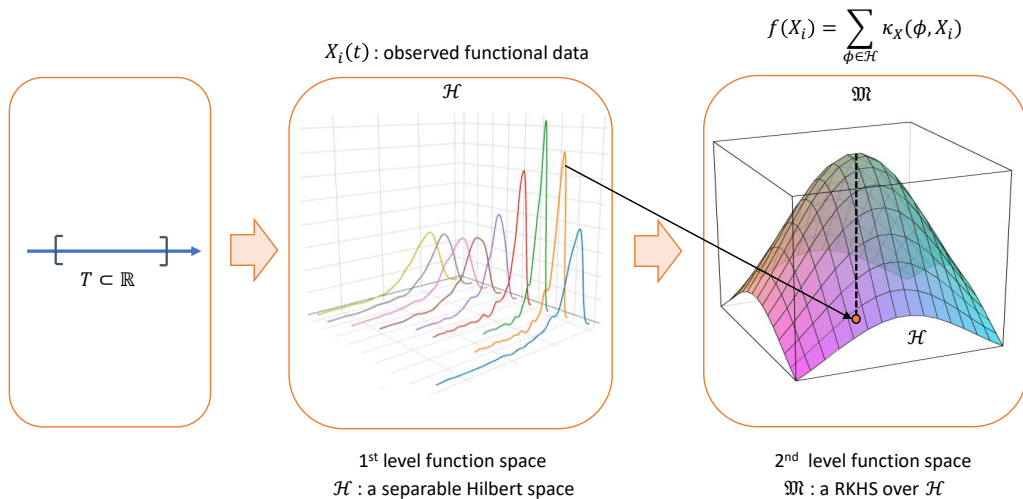 T ⊂ ℝ
X_i(t) : observed functional data
ℋ
1st level function space
ℋ : a separable Hilbert space
f(X_i) = ∑_{ϕ∈ℋ} κ_X(ϕ, X_i)
𝔐
ℋ
2nd level function space
𝔐 : a RKHS over ℋ